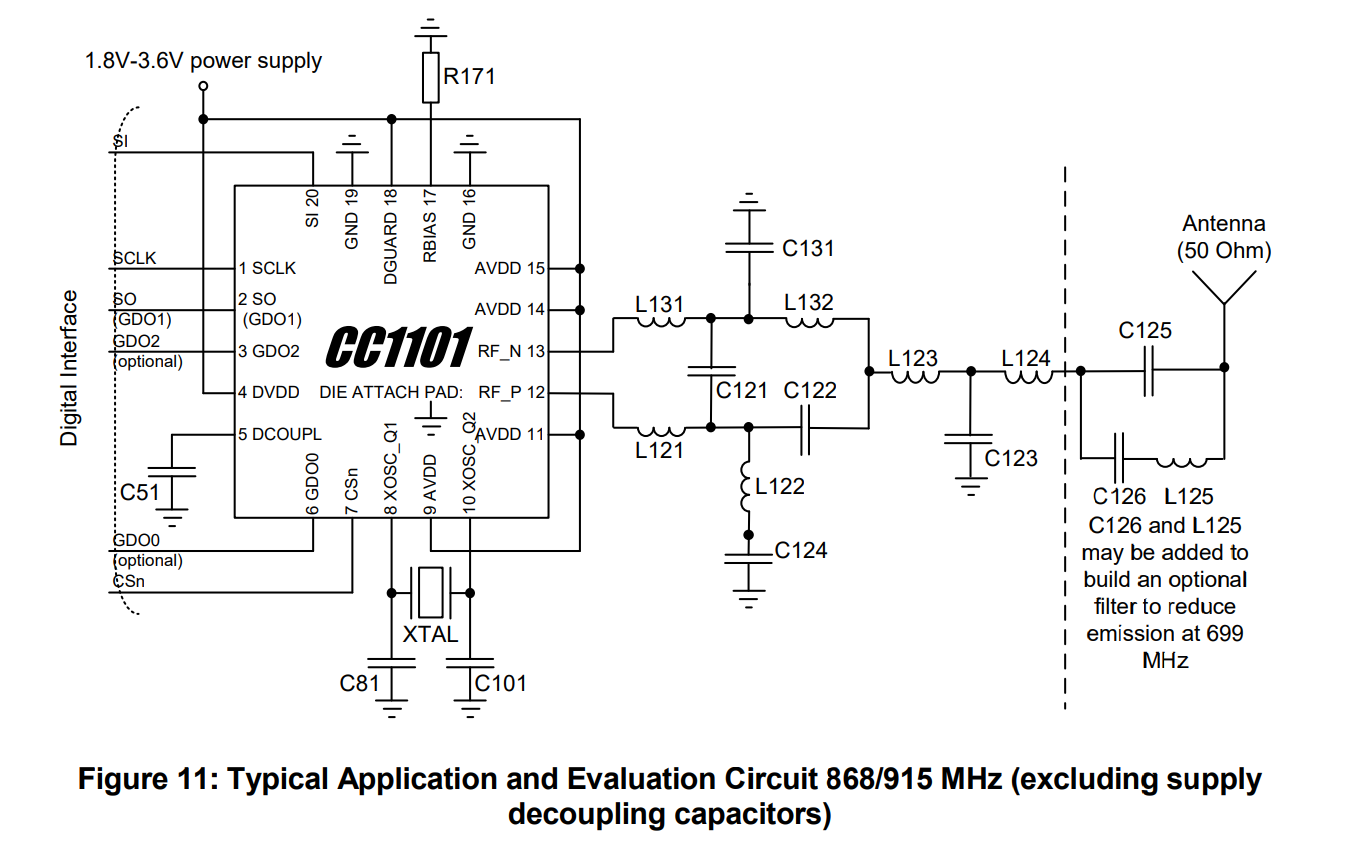 1.8V-3.6V power supply
R171
SI
SI 20
GND 19
DGUARD 18
RBIAS 17
GND 16
Antenna
(50 Ohm)
C131
SCLK
1 SCLK
AVDD 15
SO
(GDO1)
2 SO
(GDO1)
AVDD 14
L131
L132
GDO2
(optional)
3 GDO2
CC1101
RF_N 13
C125
L123
L124
Digital Interface
4 DVDD
DIE ATTACH PAD:
RF_P 12
C121
C122
5 DCOUPL
AVDD 11
L121
C123
C51
6 GDO0
7 CSn
8 XOSC_Q1
9 AVDD
10 XOSC_Q2
L122
C126
L125
GDO0
(optional)
CSn
C124
C126 and L125
may be added to
build an optional
filter to reduce
emission at 699
MHz
XTAL
C81
C101
Figure 11: Typical Application and Evaluation Circuit 868/915 MHz (excluding supply
decoupling capacitors)